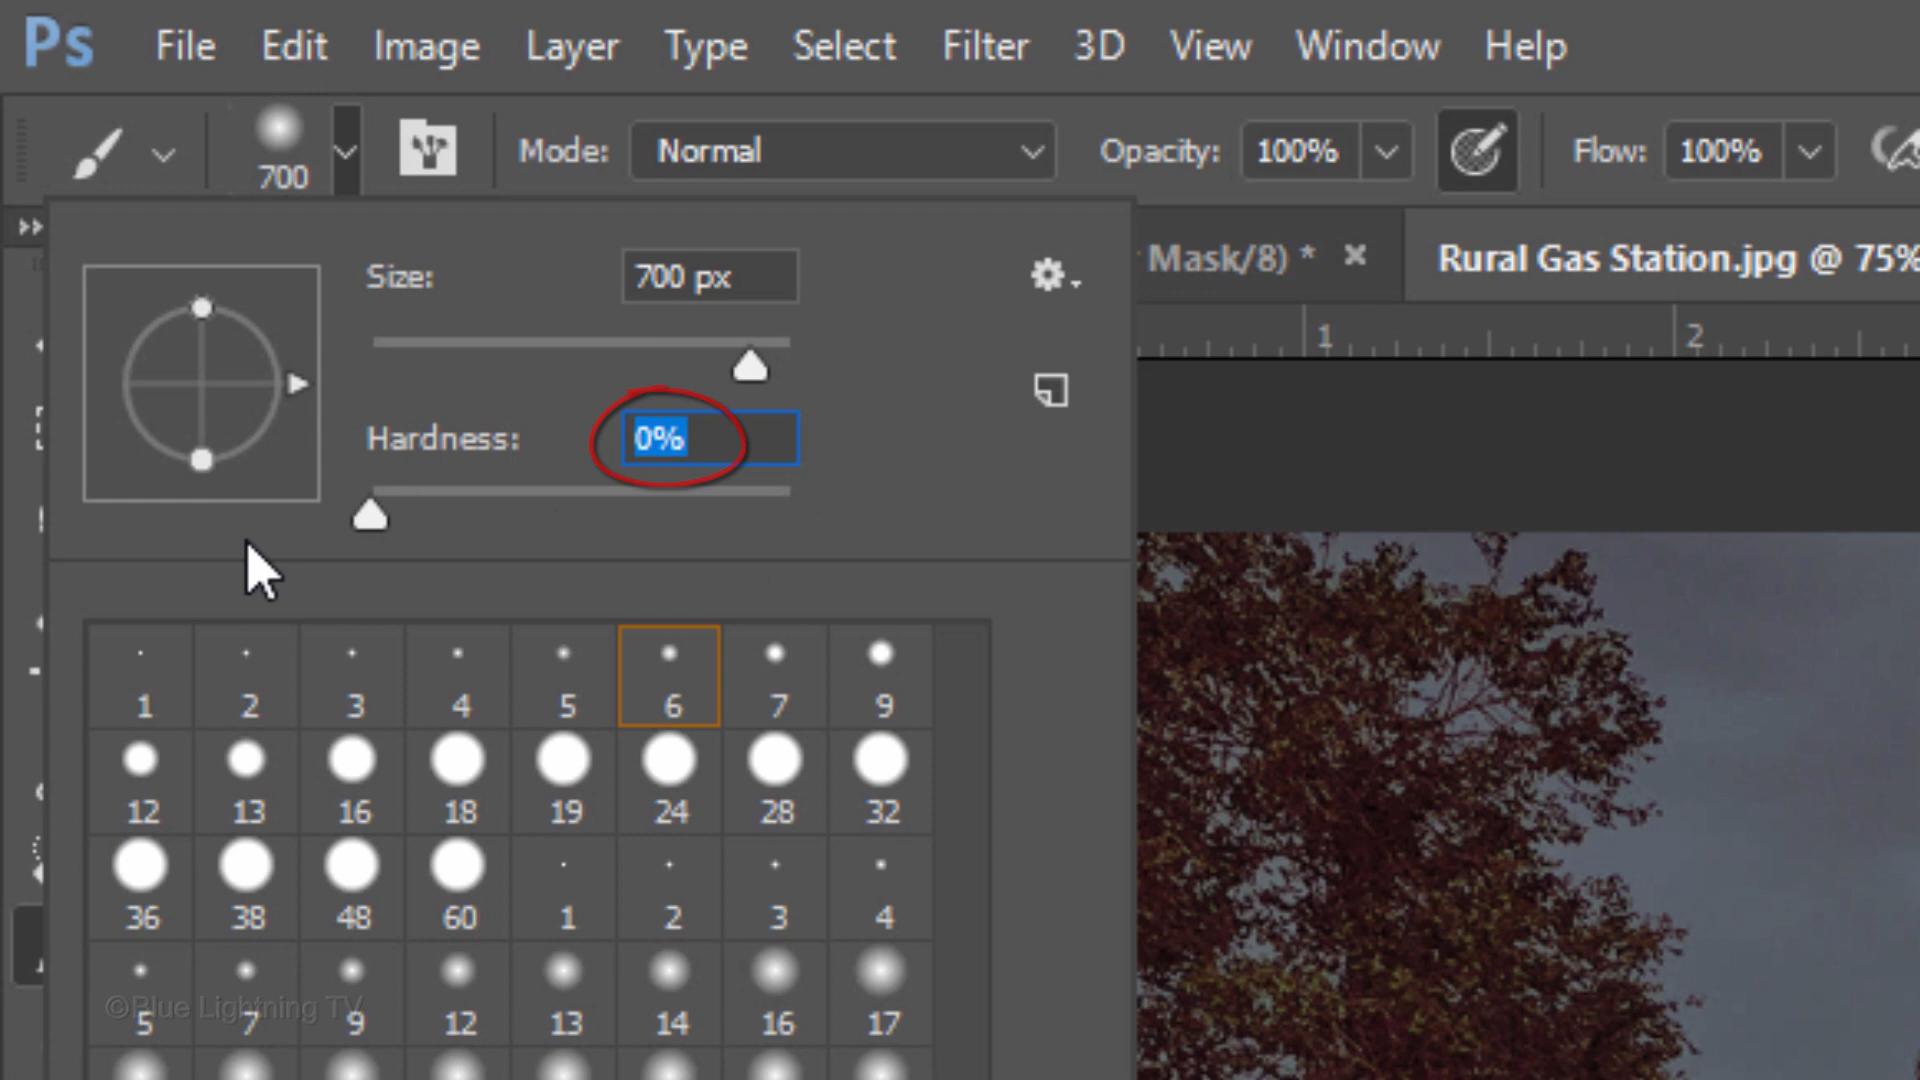 Ps File Edit Image Layer Type Select Filter 3D View Window Help
700 Mode: Normal Opacity: 100% Flow: 100%
Mask/8) * × Rural Gas Station.jpg @ 75%
Size: 700 px
1 2
Hardness: 0%
1 2 3 4 5 6 7 9
12 13 16 18 19 24 28 32
36 38 48 60 1 2 3 4
©Blue Lightning TV
5 7 9 12 13 14 16 17